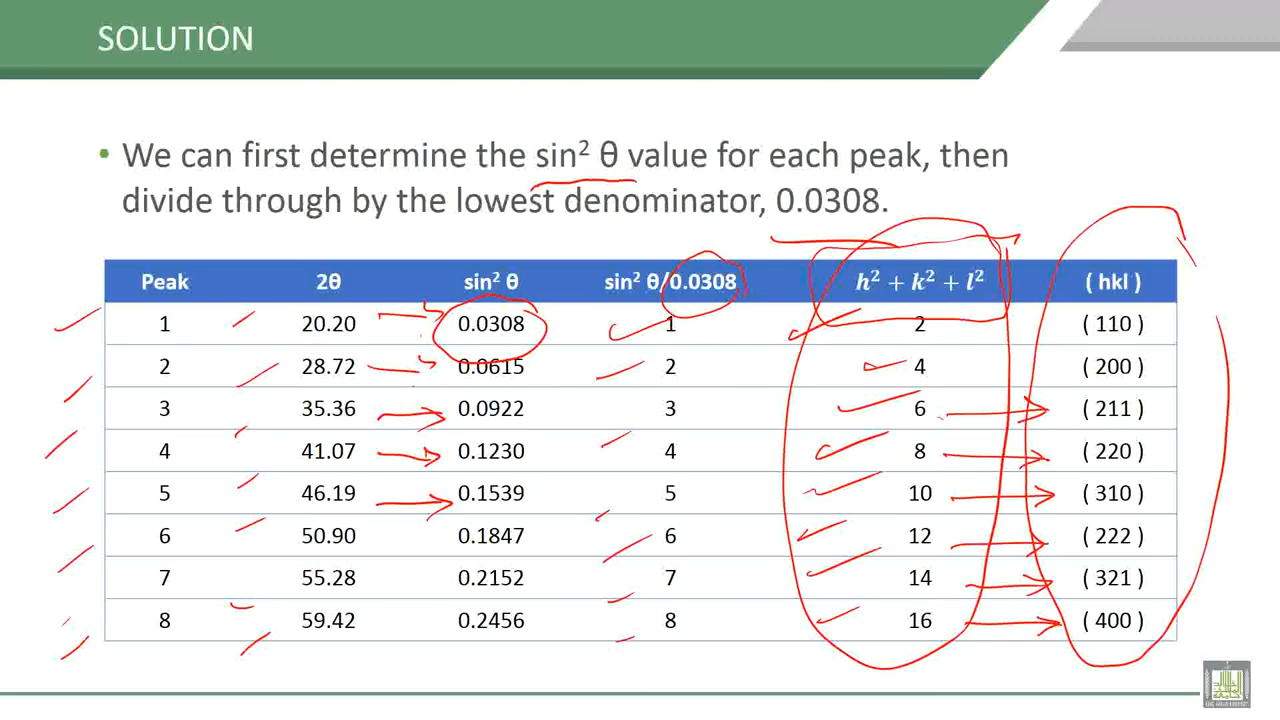 SOLUTION
• We can first determine the sin² θ value for each peak, then
divide through by the lowest denominator, 0.0308.
Peak 2θ sin² θ sin² θ/0.0308 h² + k² + l² ( hkl )
1 20.20 0.0308 1 2 ( 110 )
2 28.72 0.0615 2 4 ( 200 )
3 35.36 0.0922 3 6 ( 211 )
4 41.07 0.1230 4 8 ( 220 )
5 46.19 0.1539 5 10 ( 310 )
6 50.90 0.1847 6 12 ( 222 )
7 55.28 0.2152 7 14 ( 321 )
8 59.42 0.2456 8 16 ( 400 )